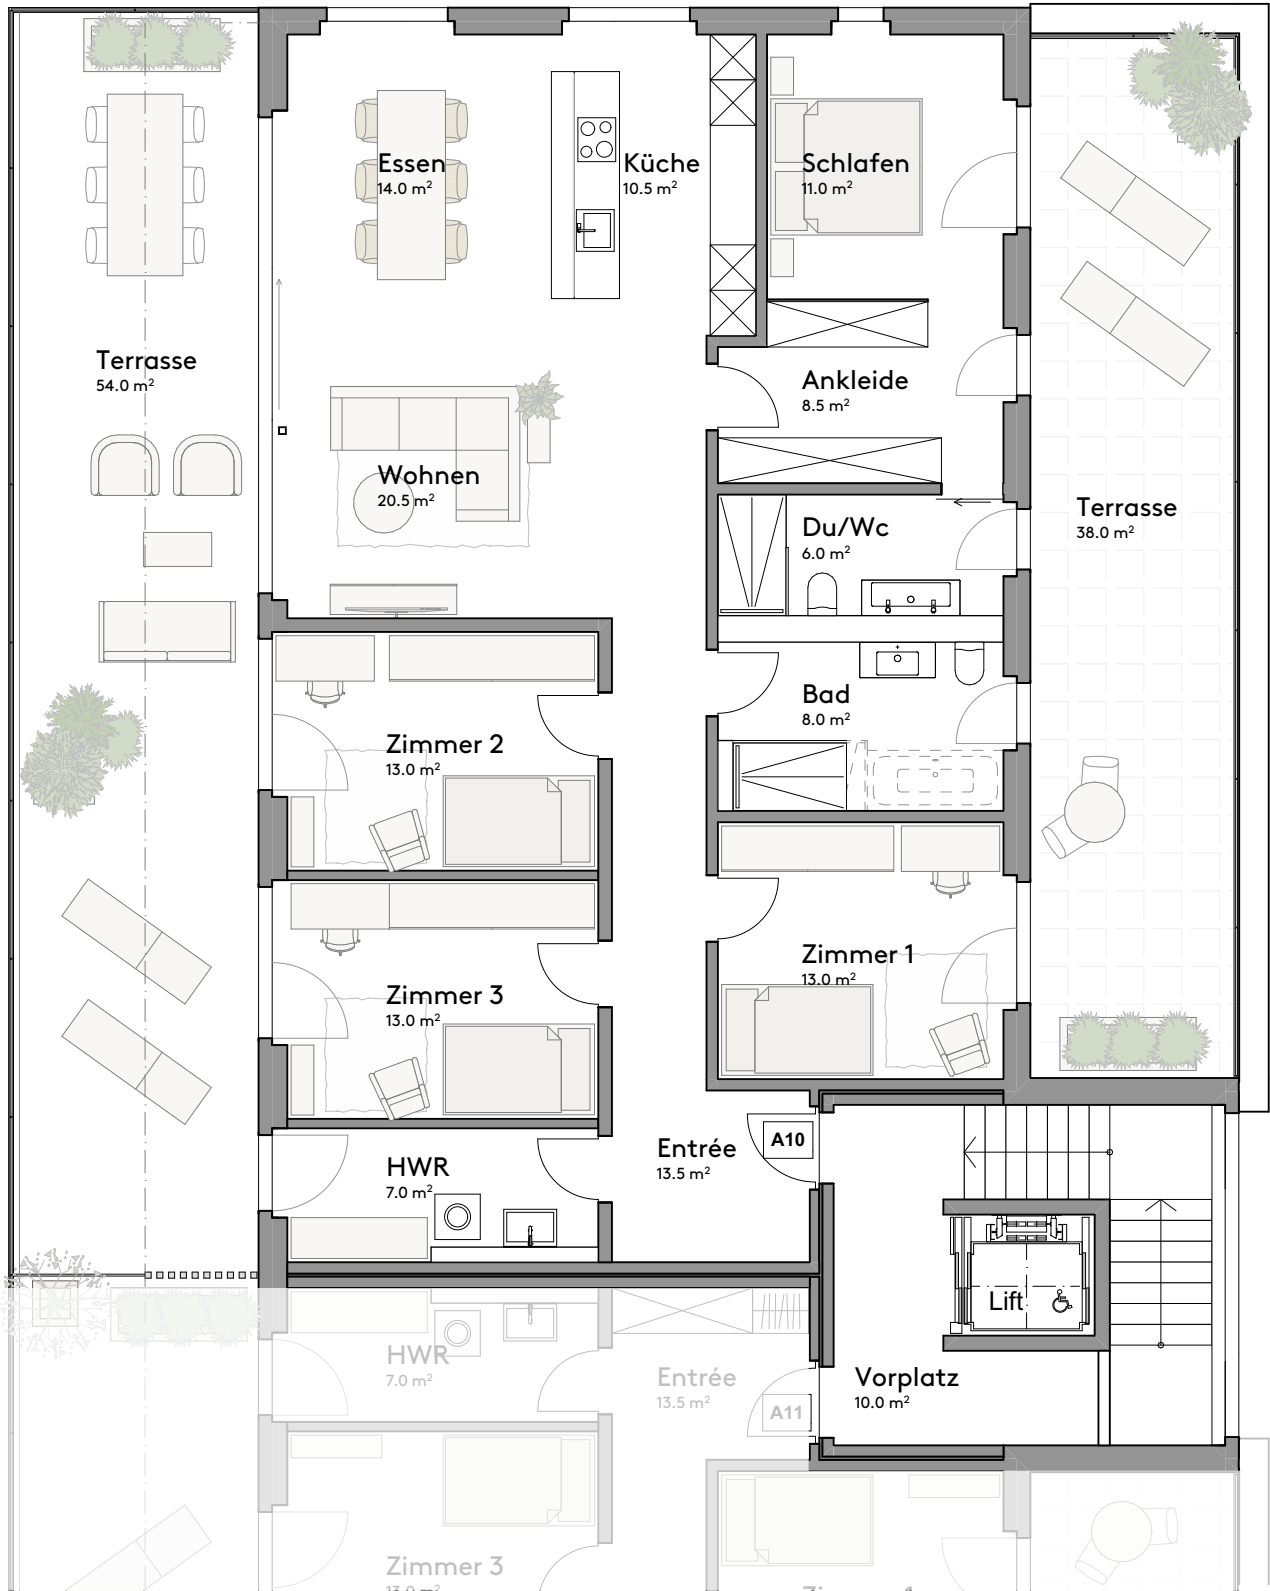 Essen
14.0 m²
Küche
10.5 m²
Schlafen
11.0 m²
Terrasse
54.0 m²
Ankleide
8.5 m²
Wohnen
20.5 m²
Du/Wc
6.0 m²
Terrasse
38.0 m²
Bad
8.0 m²
Zimmer 2
13.0 m²
Zimmer 1
13.0 m²
Zimmer 3
13.0 m²
Entrée
13.5 m²
A10
HWR
7.0 m²
Lift
HWR
7.0 m²
Entrée
13.5 m²
A11
Vorplatz
10.0 m²
Zimmer 3